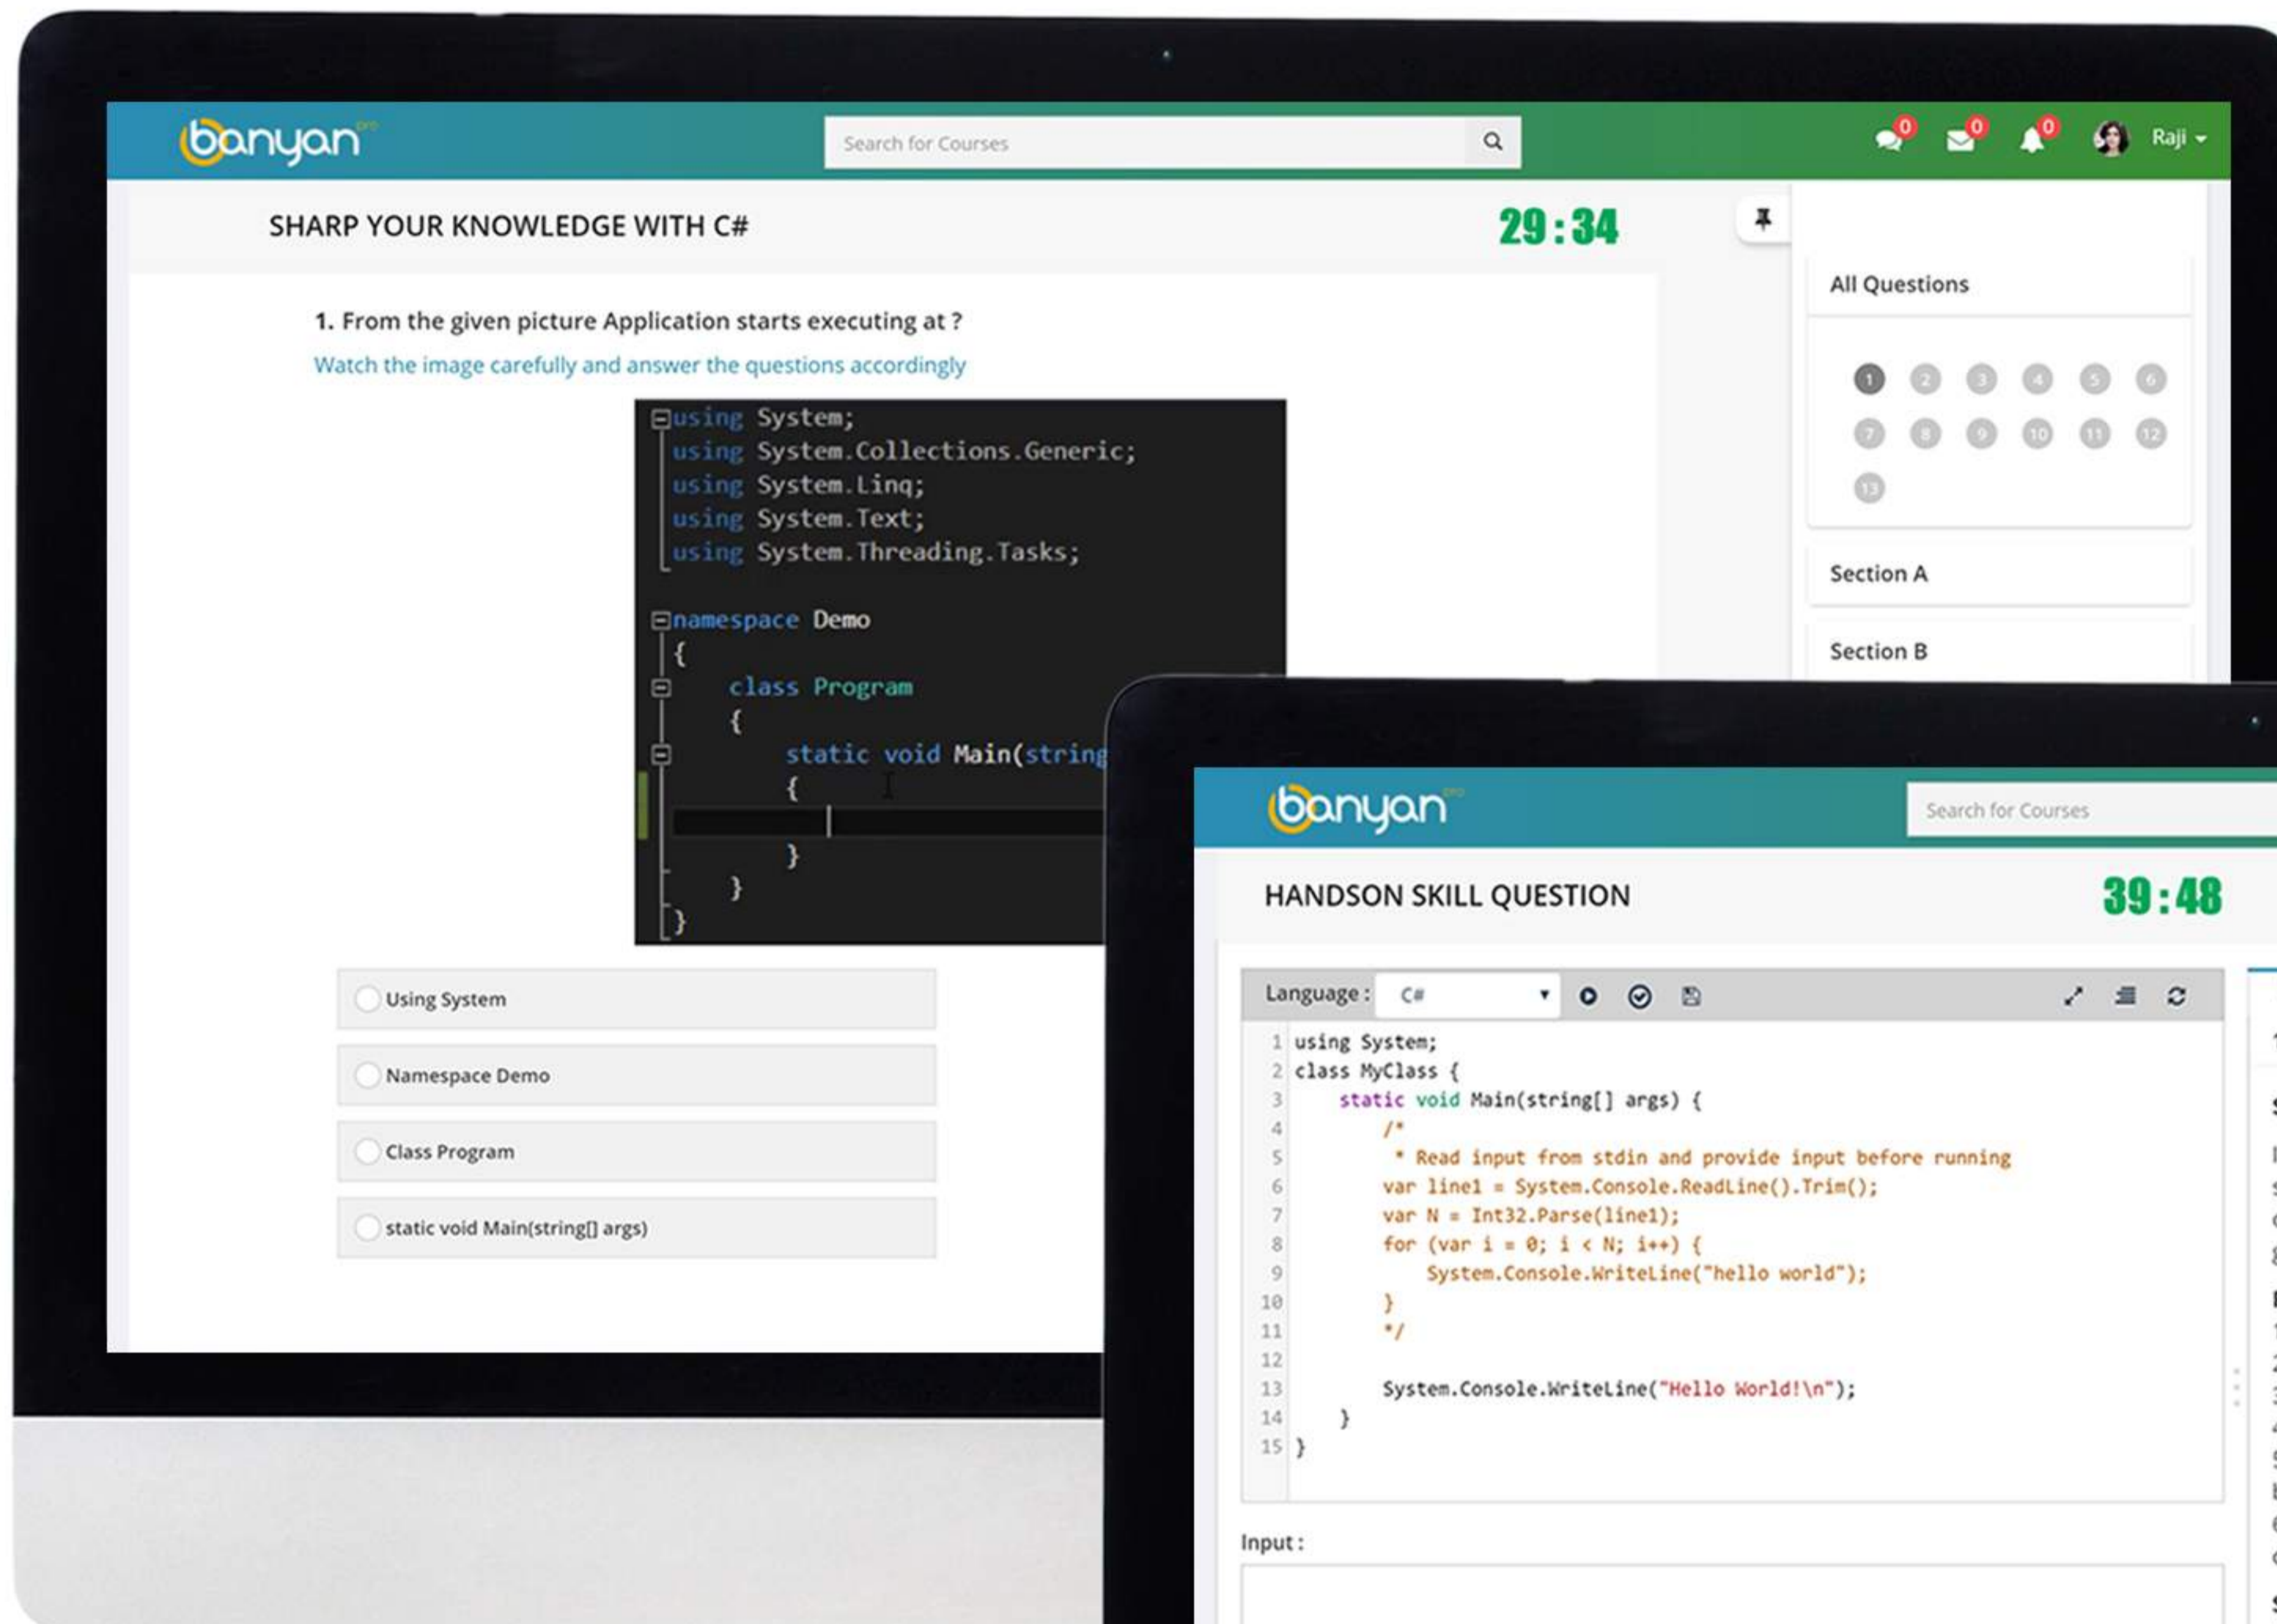 banyan pro
Search for Courses
0
0
0
Raji
SHARP YOUR KNOWLEDGE WITH C#
29:34
1. From the given picture Application starts executing at ?
Watch the image carefully and answer the questions accordingly
using System;
using System.Collections.Generic;
using System.Linq;
using System.Text;
using System.Threading.Tasks;
namespace Demo
{
class Program
{
static void Main(string
{
}
}
}
Using System
Namespace Demo
Class Program
static void Main(string[] args)
All Questions
1 2 3 4 5 6
7 8 9 10 11 12
13
Section A
Section B
banyan pro
Search for Courses
HANDSON SKILL QUESTION
39:48
Language : C#
1 using System;
2 class MyClass {
3 static void Main(string[] args) {
4 /*
5 * Read input from stdin and provide input before running
6 var line1 = System.Console.ReadLine().Trim();
7 var N = Int32.Parse(line1);
8 for (var i = 0; i < N; i++) {
9 System.Console.WriteLine("hello world");
10 }
11 */
12
13 System.Console.WriteLine("Hello World!\n");
14 }
15 }
Input :